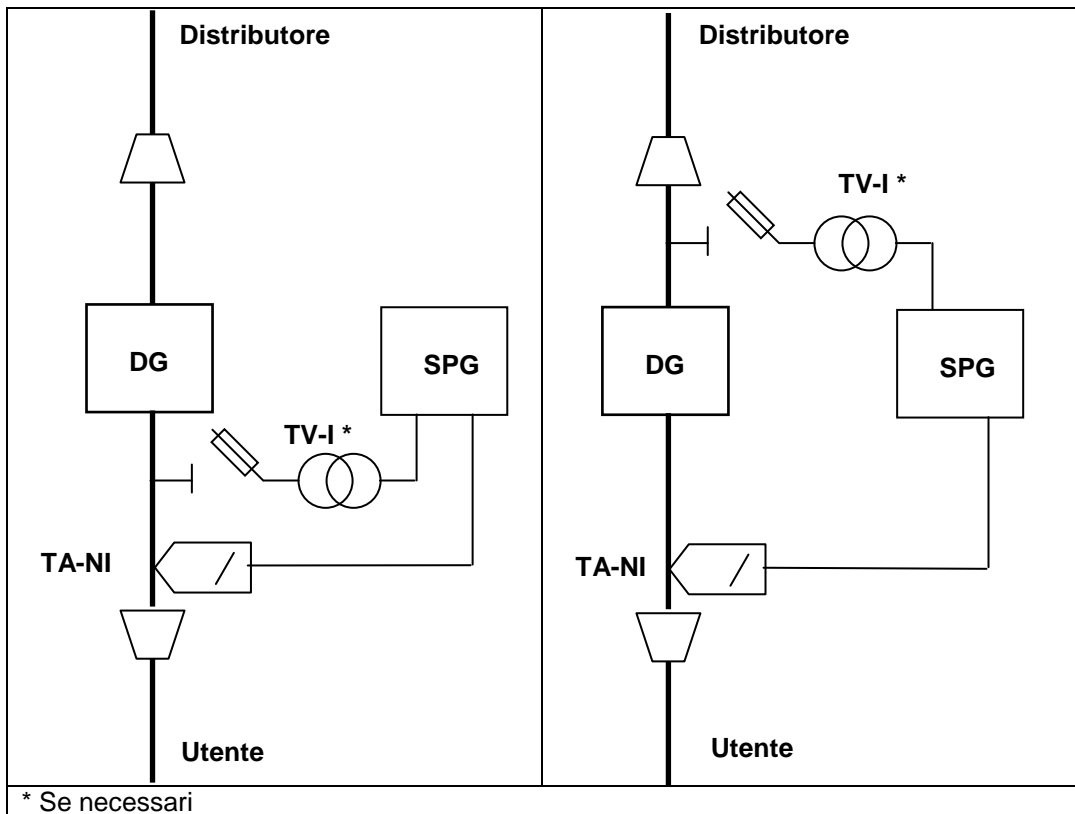 Distributore
DG
SPG
TV-I *
TA-NI
Utente
Distributore
TV-I *
DG
SPG
TA-NI
Utente
* Se necessari